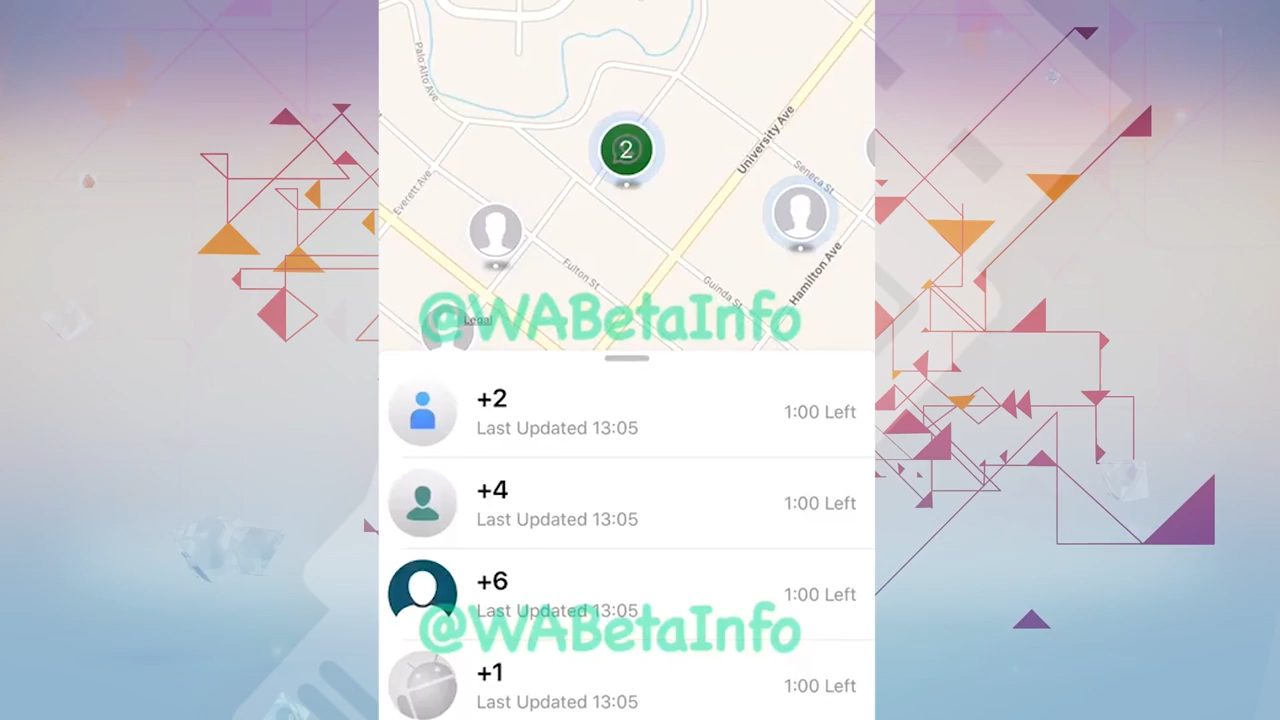 Palo Alto Ave
University Ave
2
Seneca St
Everett Ave
Fulton St
Guinda St
Hamilton Ave
Legal
@WABetaInfo
+2
Last Updated 13:05
1:00 Left
+4
Last Updated 13:05
1:00 Left
+6
Last Updated 13:05
1:00 Left
@WABetaInfo
+1
Last Updated 13:05
1:00 Left